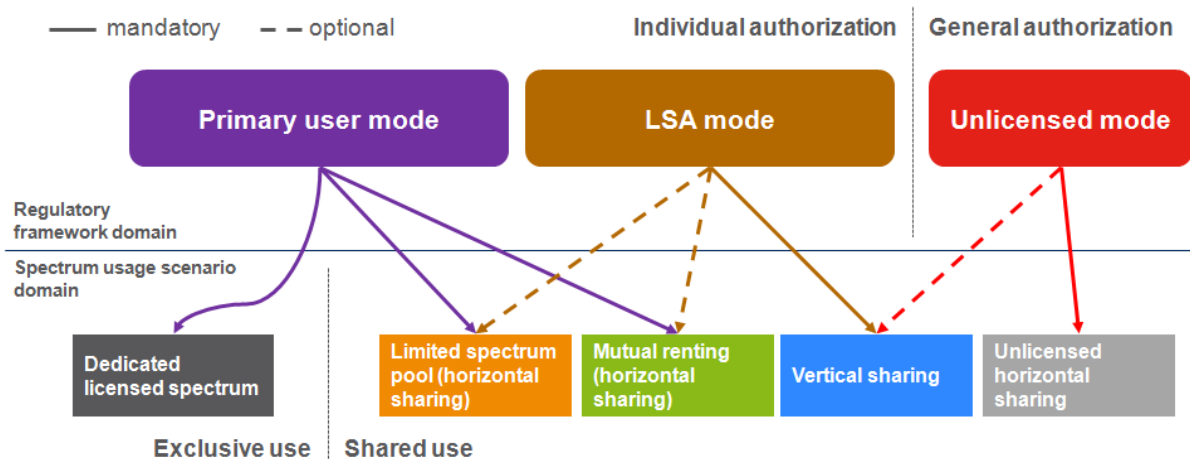 mandatory
optional
Individual authorization
General authorization
Primary user mode
LSA mode
Unlicensed mode
Regulatory
framework domain
Spectrum usage scenario
domain
Dedicated
licensed spectrum
Limited spectrum
pool (horizontal
sharing)
Mutual renting
(horizontal
sharing)
Vertical sharing
Unlicensed
horizontal
sharing
Exclusive use
Shared use